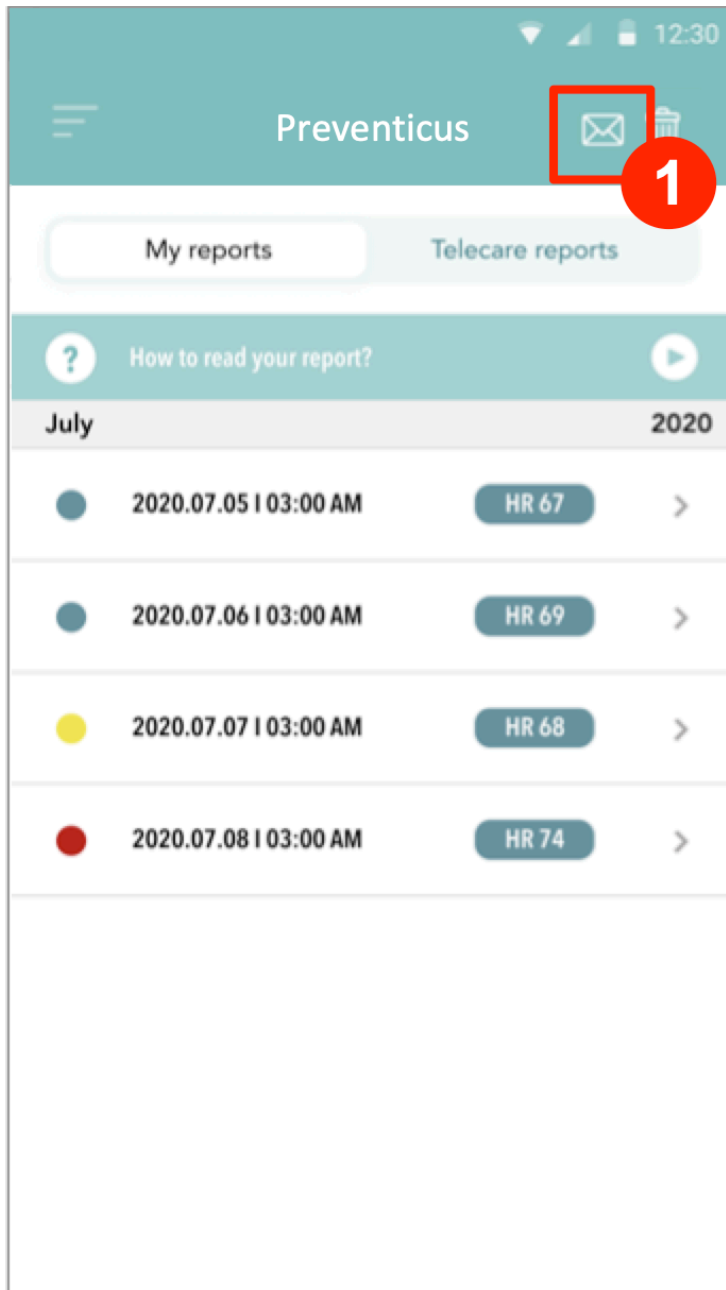 12:30
Preventicus
1
My reports Telecare reports
? How to read your report?
July 2020
2020.07.05 I 03:00 AM HR 67
2020.07.06 I 03:00 AM HR 69
2020.07.07 I 03:00 AM HR 68
2020.07.08 I 03:00 AM HR 74